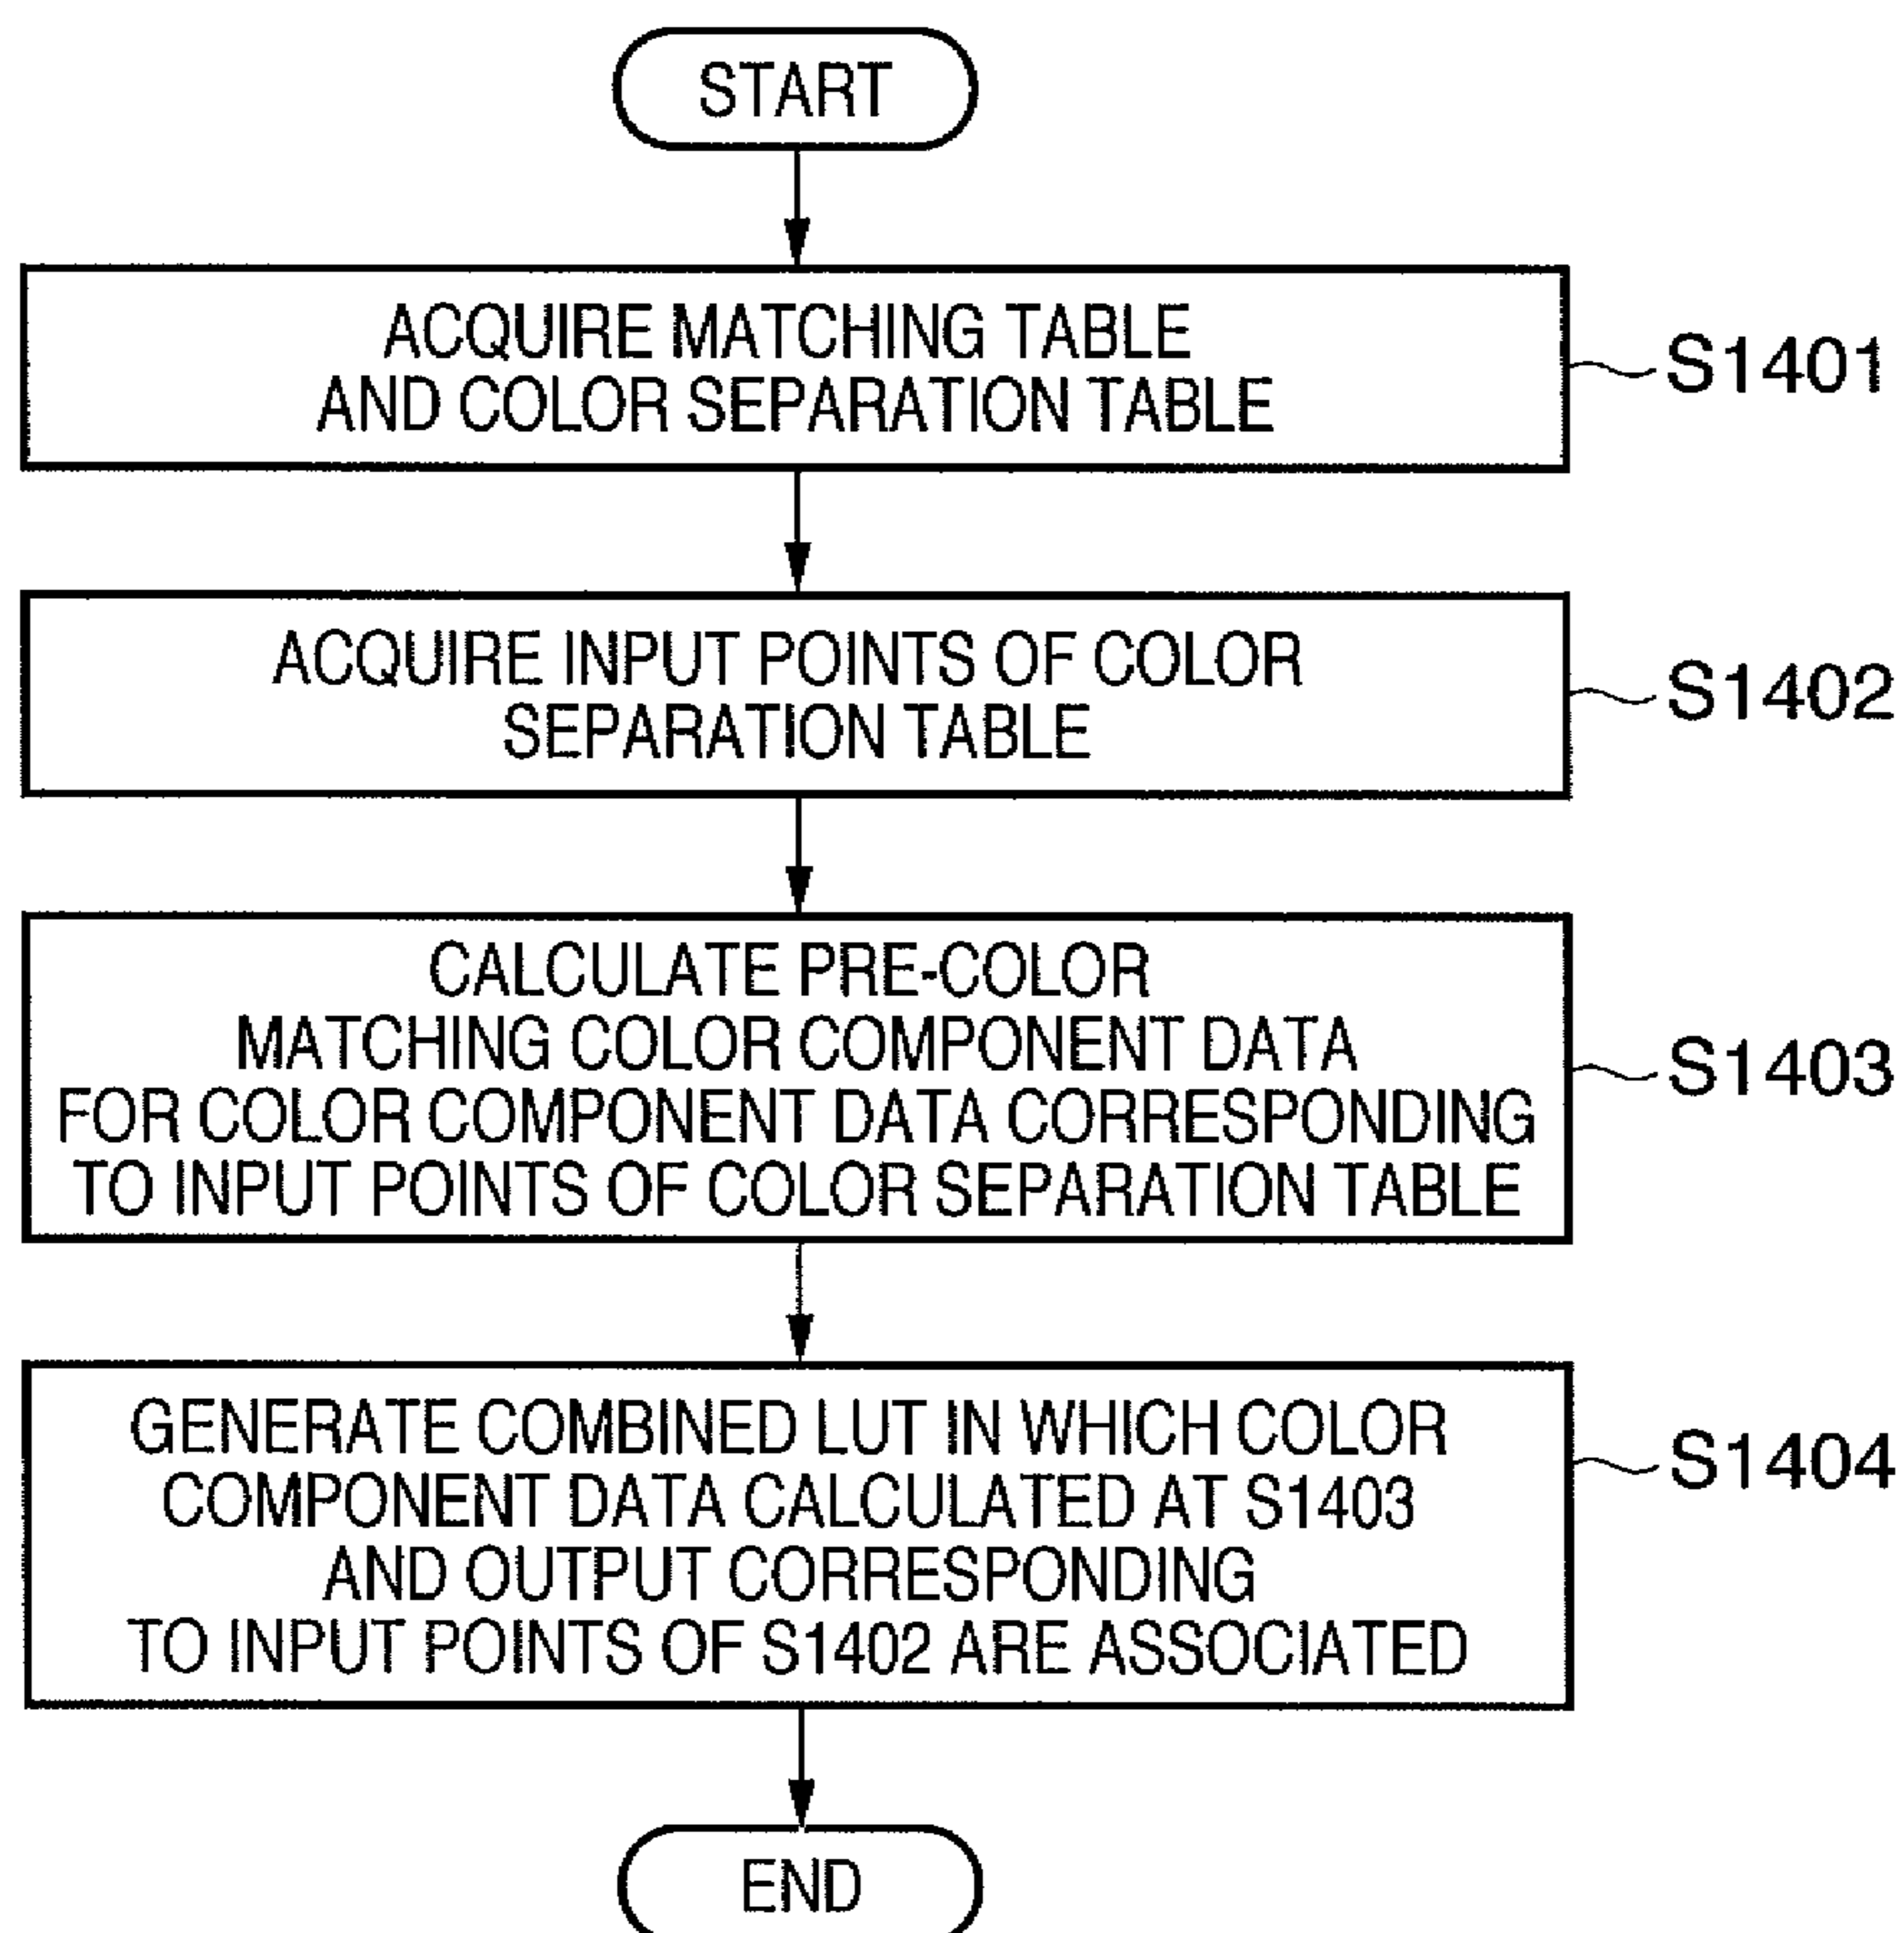 START
ACQUIRE MATCHING TABLE
AND COLOR SEPARATION TABLE
S1401
ACQUIRE INPUT POINTS OF COLOR
SEPARATION TABLE
S1402
CALCULATE PRE-COLOR
MATCHING COLOR COMPONENT DATA
FOR COLOR COMPONENT DATA CORRESPONDING
TO INPUT POINTS OF COLOR SEPARATION TABLE
S1403
GENERATE COMBINED LUT IN WHICH COLOR
COMPONENT DATA CALCULATED AT S1403
AND OUTPUT CORRESPONDING
TO INPUT POINTS OF S1402 ARE ASSOCIATED
S1404
END